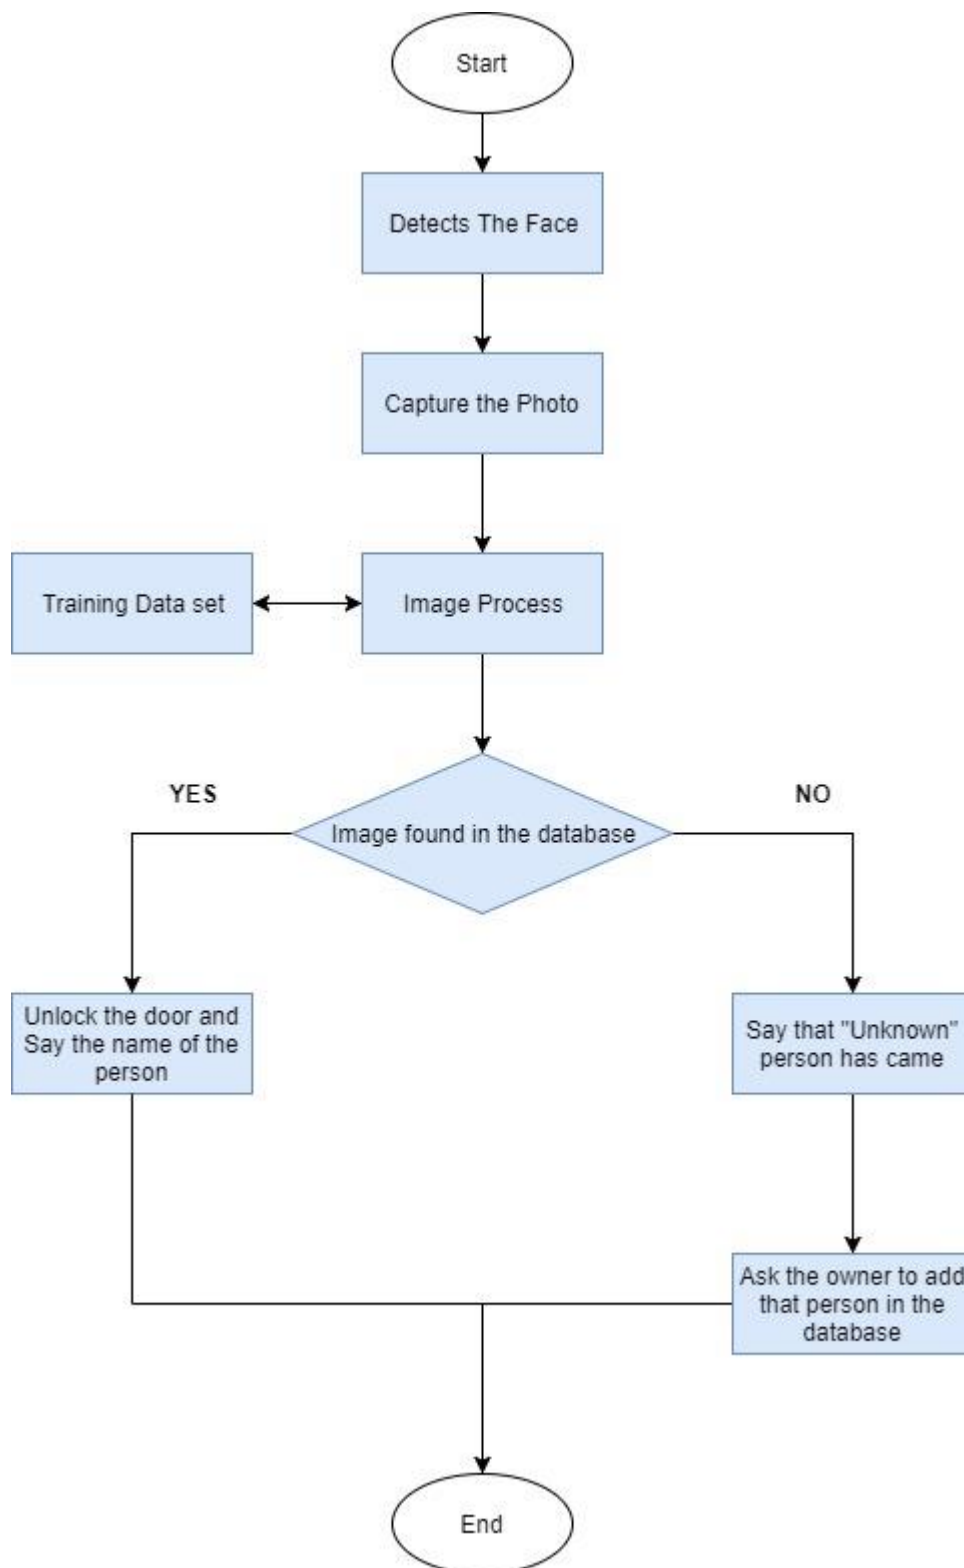 Start
Detects The Face
Capture the Photo
Training Data set
Image Process
YES
NO
Image found in the database
Unlock the door and
Say the name of the
person
Say that "Unknown"
person has came
Ask the owner to add
that person in the
database
End